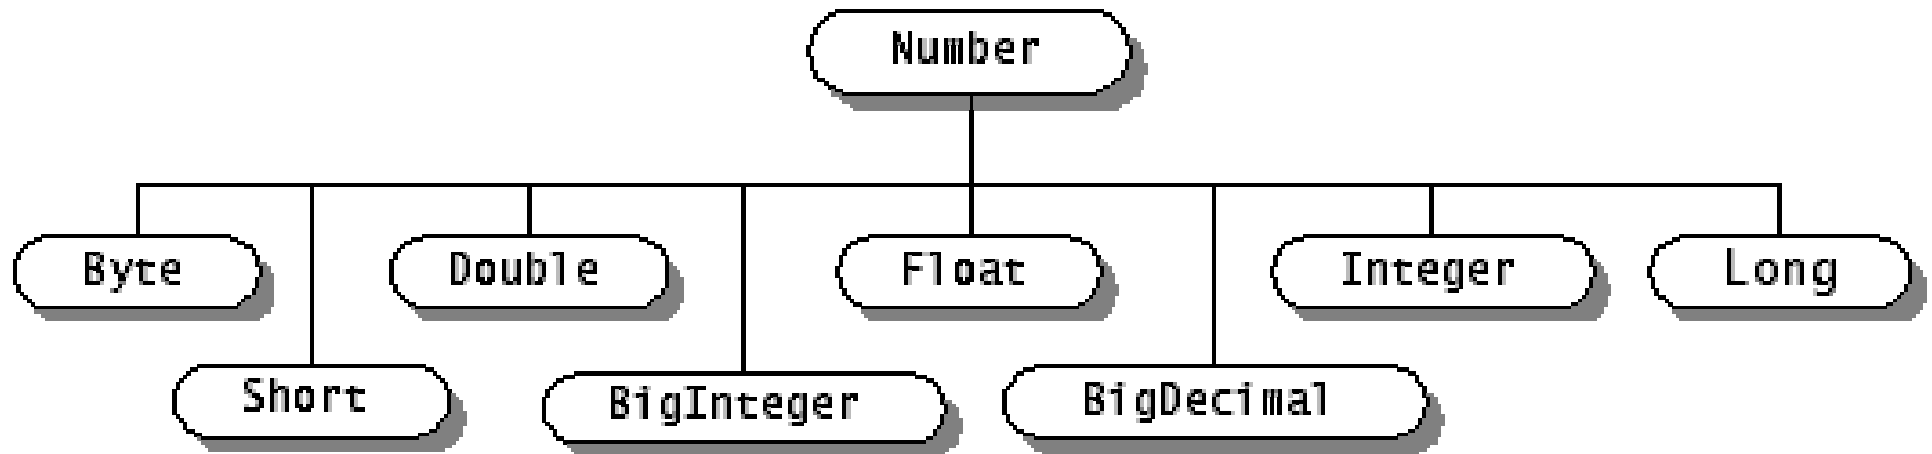 Number
Byte
Double
Float
Integer
Long
Short
BigInteger
BigDecimal